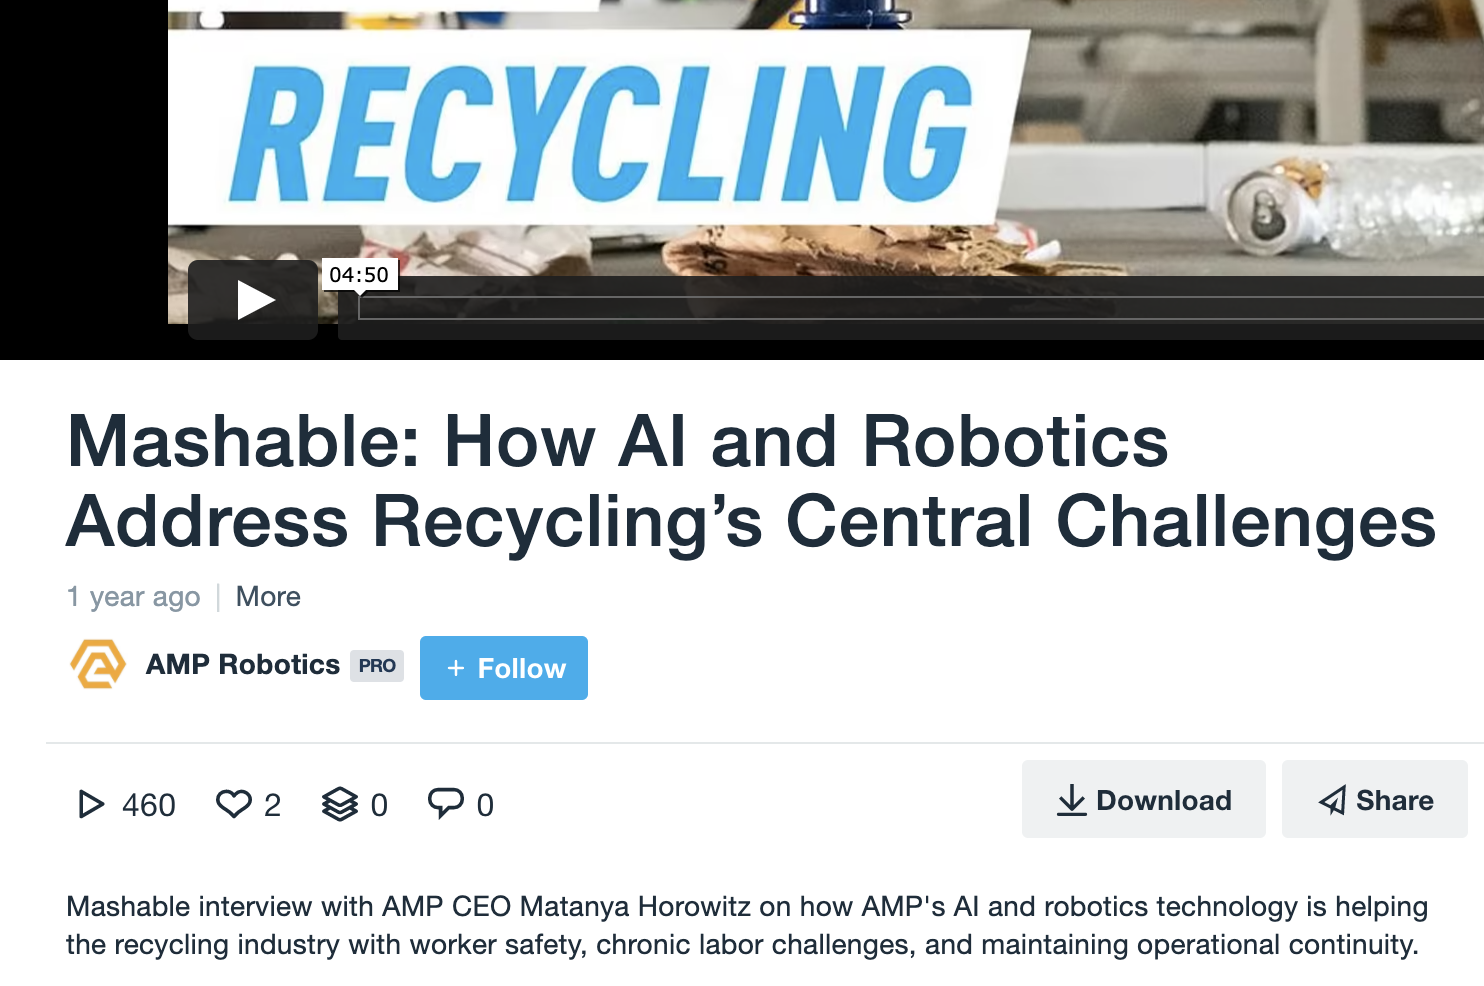 RECYCLING
04:50
Mashable: How AI and Robotics
Address Recycling’s Central Challenges
1 year ago | More
AMP Robotics PRO + Follow
460 2 0 0 Download Share
Mashable interview with AMP CEO Matanya Horowitz on how AMP's AI and robotics technology is helping
the recycling industry with worker safety, chronic labor challenges, and maintaining operational continuity.